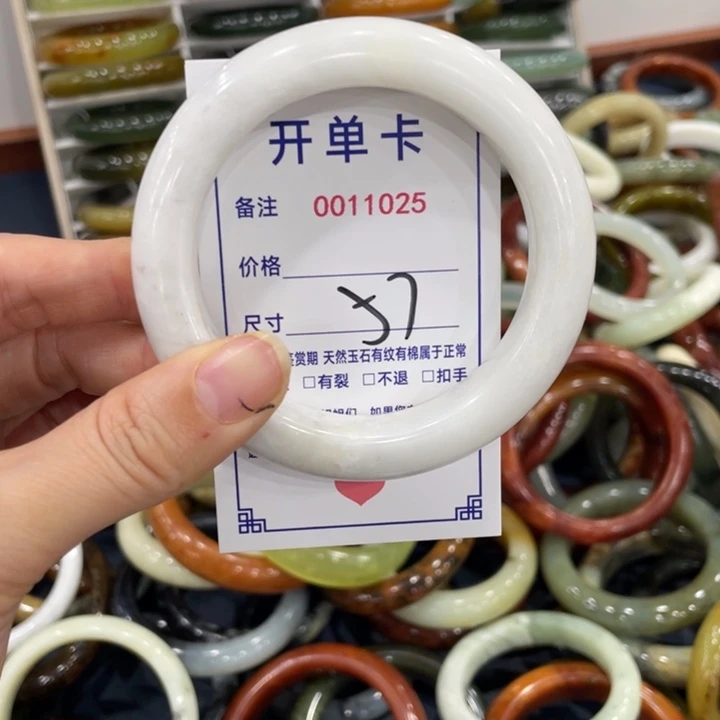 开单卡
备注 0011025
价格
尺寸 57
赏期 天然玉石有纹有棉属于正常
□有裂 □不退 □扣手